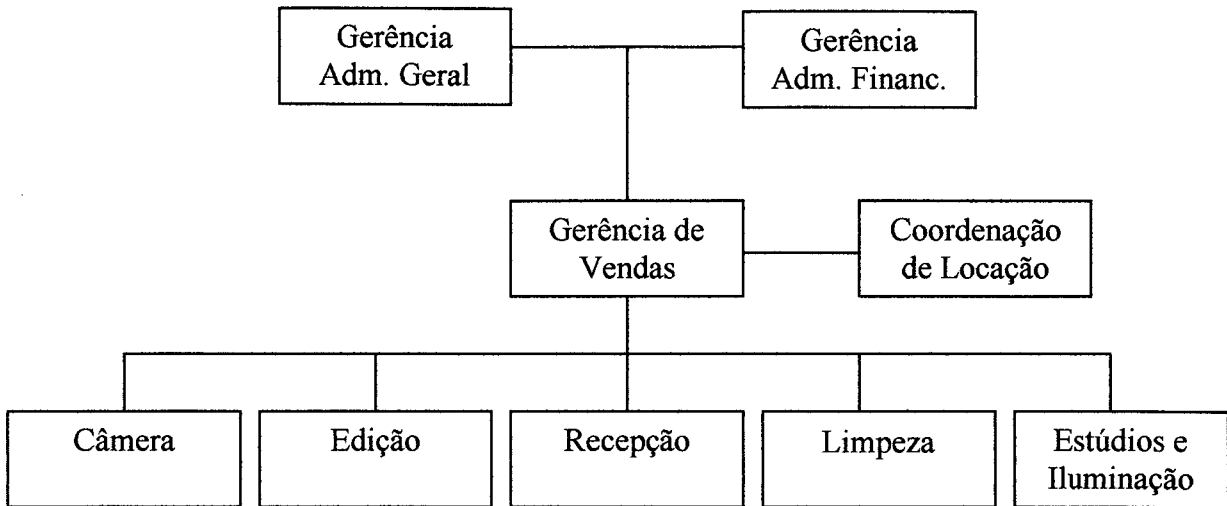 Gerência
Adm. Geral
Gerência
Adm. Financ.
Gerência de
Vendas
Coordenação
de Locação
Câmera
Edição
Recepção
Limpeza
Estúdios e
Iluminação